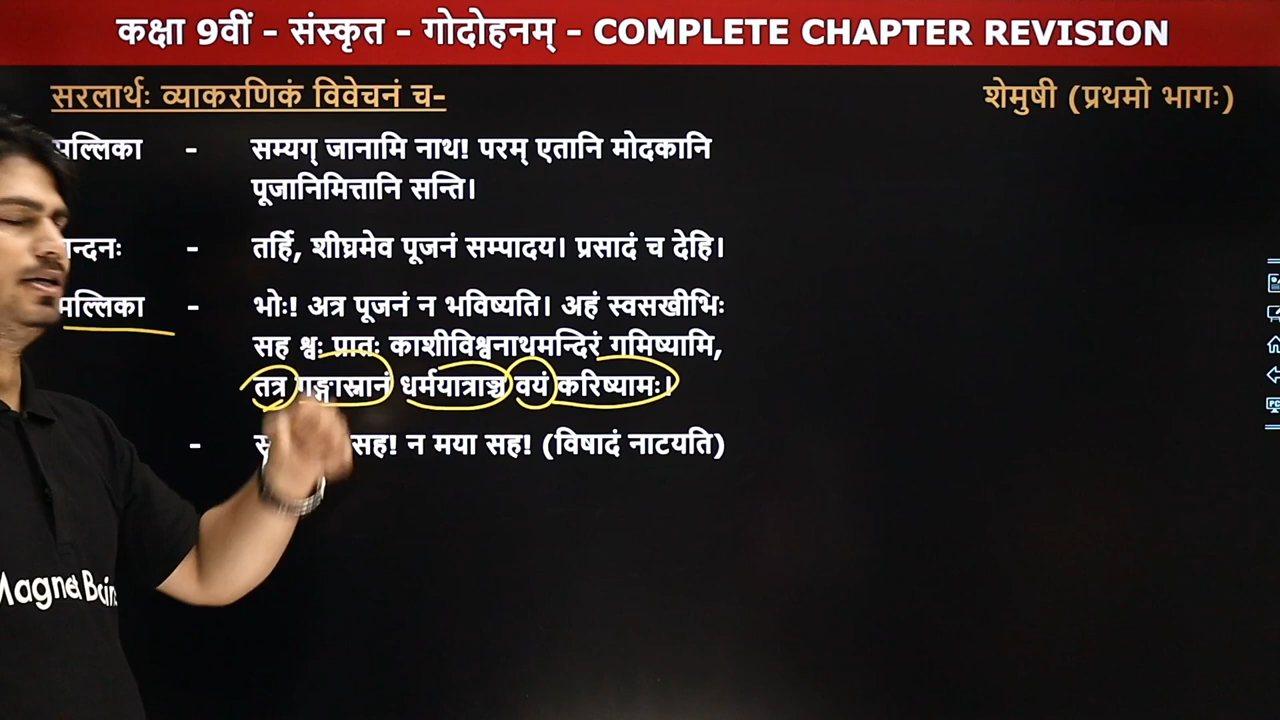 कक्षा 9वीं - संस्कृत - गोदोहनम् - COMPLETE CHAPTER REVISION
सरलार्थः व्याकरणिकं विवेचनं च-
शेमुषी (प्रथमो भागः)
मल्लिका - सम्यग् जानामि नाथ! परम् एतानि मोदकानि
पूजानिमित्तानि सन्ति।
चन्दनः - तर्हि, शीघ्रमेव पूजनं सम्पादय। प्रसादं च देहि।
मल्लिका - भोः! अत्र पूजनं न भविष्यति। अहं स्वसखीभिः
सह श्वः प्रातः काशीविश्वनाथमन्दिरं गमिष्यामि,
तत्र गङ्गास्नानं धर्मयात्राञ्च वयं करिष्यामः।
- सह! न मया सह! (विषादं नाटयति)
Magnet Brains